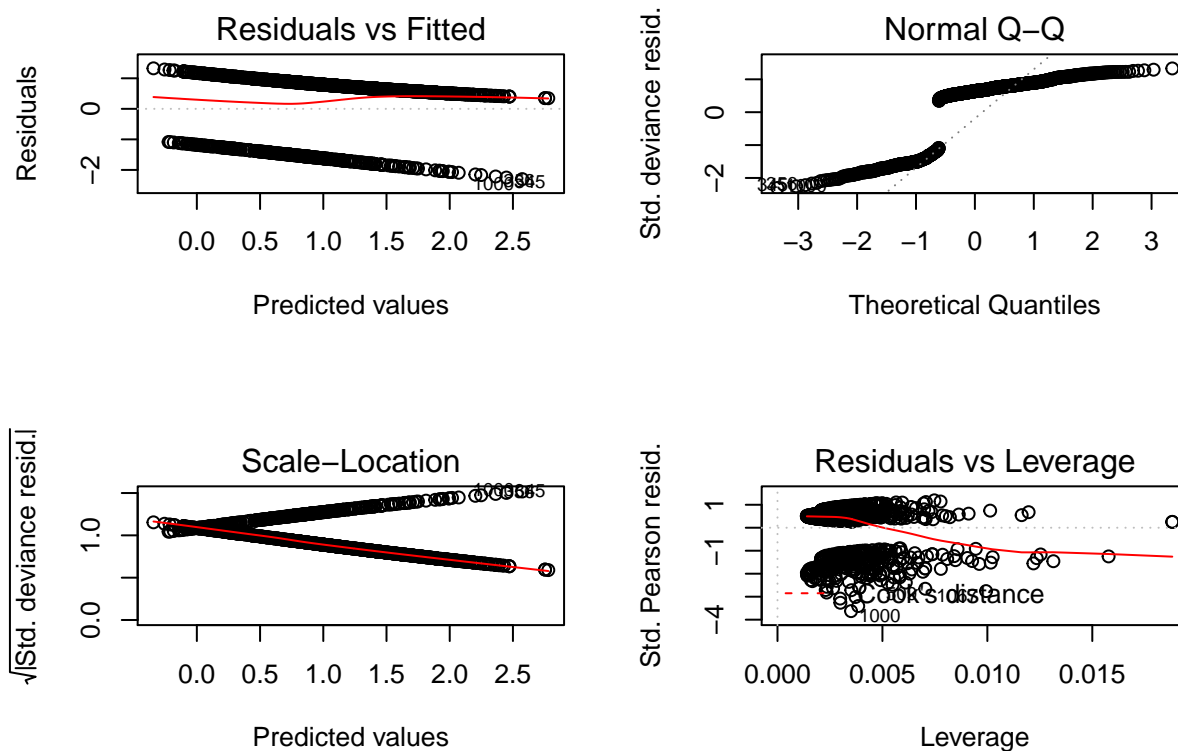 Residuals vs Fitted
Residuals
0
−2
0.0 0.5 1.0 1.5 2.0 2.5
Predicted values
Normal Q−Q
Std. deviance resid.
0
−2
−3 −2 −1 0 1 2 3
Theoretical Quantiles
Scale−Location
√|Std. deviance resid.|
1.0
0.0
0.0 0.5 1.0 1.5 2.0 2.5
Predicted values
Residuals vs Leverage
Std. Pearson resid.
1
−1
−4
Cook's distance
1000
0.000 0.005 0.010 0.015
Leverage